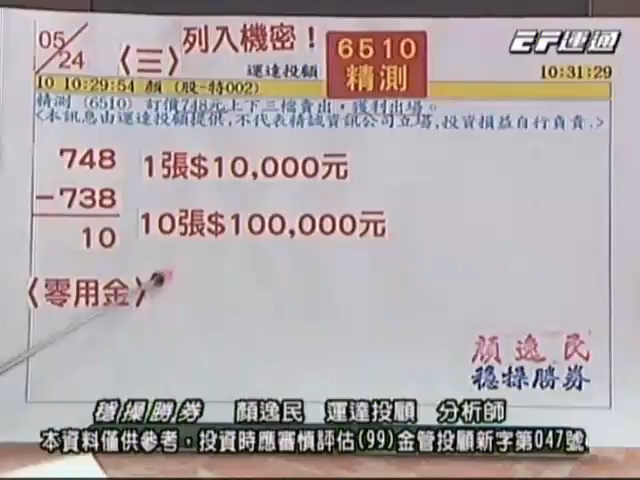 05/24
〈三〉
列入機密！
運達投顧
6510
精測
EF運通
10:31:29
10 10:29:54 顏 (股-特002)
精測 (6510) 訂價748元上下三檔賣出，獲利出場。
<本訊息由運達投顧提供,不代表精誠資訊公司立場,投資損益自行負責.>
748
-738
10
1張$10,000元
10張$100,000元
〈零用金〉
顏逸民
穩操勝券
穩操勝券 顏逸民 運達投顧 分析師
本資料僅供參考，投資時應審慎評估(99)金管投顧新字第047號